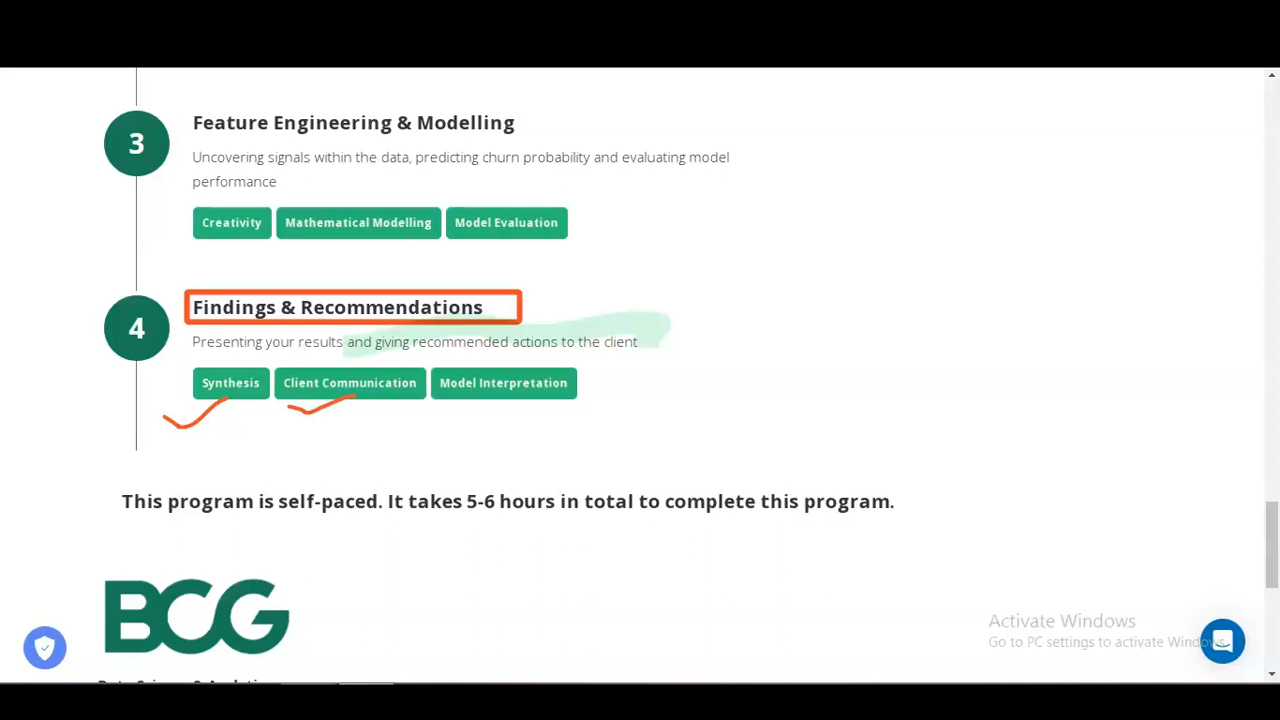 3
Feature Engineering & Modelling
Uncovering signals within the data, predicting churn probability and evaluating model
performance
Creativity Mathematical Modelling Model Evaluation
4
Findings & Recommendations
Presenting your results and giving recommended actions to the client
Synthesis Client Communication Model Interpretation
This program is self-paced. It takes 5-6 hours in total to complete this program.
BCG
Activate Windows
Go to PC settings to activate Windows.